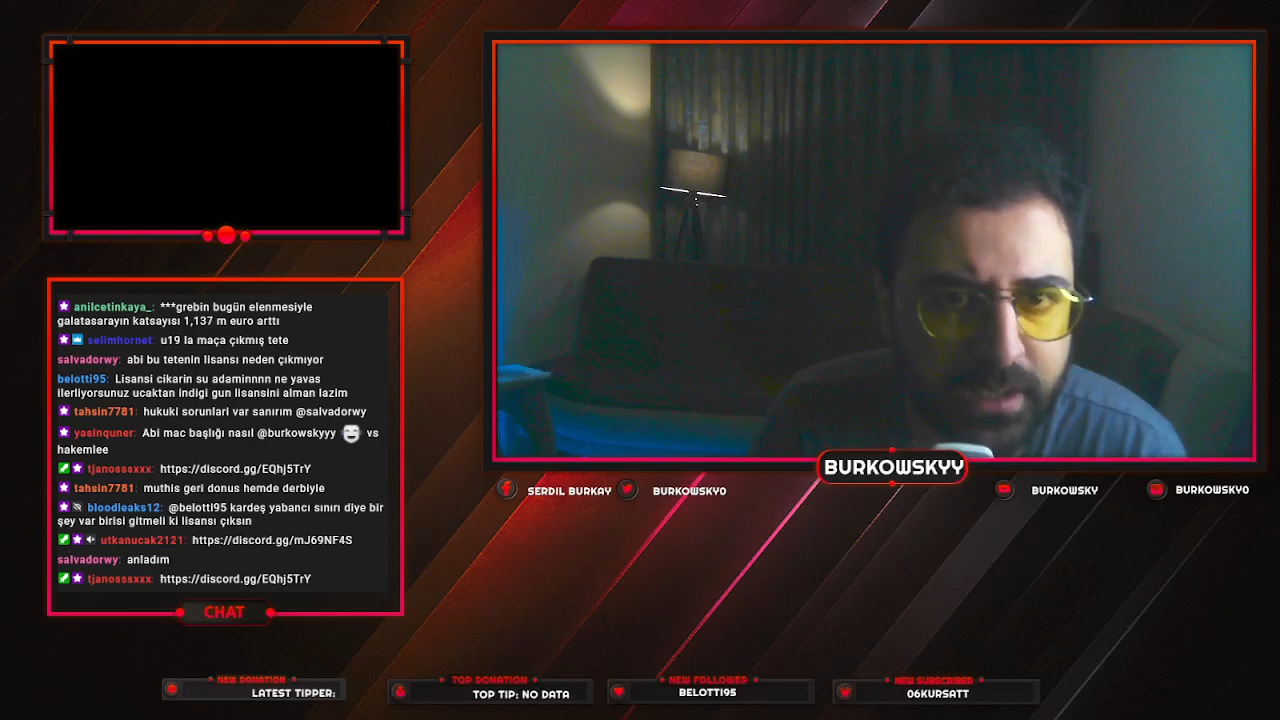 anilcetinkaya_: ***grebin bugün elenmesiyle
galatasarayın katsayısı 1,137 m euro arttı
selimhornet: u19 la maça çıkmış tete
salvadorwy: abi bu tetenin lisansı neden çıkmıyor
belotti95: Lisansi cikarin su adaminnnn ne yavas
ilerliyorsunuz ucaktan indigi gun lisansini alman lazim
tahsin7781: hukuki sorunlari var sanırım @salvadorwy
yasinquner: Abi mac başlığı nasıl @burkowskyyy vs
hakemlee
tjanosssxxx: https://discord.gg/EQhj5TrY
tahsin7781: muthis geri donus hemde derbiyle
bloodleaks12: @belotti95 kardeş yabancı sınırı diye bir
şey var birisi gitmeli ki lisansı çıksın
utkanucak2121: https://discord.gg/mJ69NF4S
salvadorwy: anladım
tjanosssxxx: https://discord.gg/EQhj5TrY
CHAT
BURKOWSKYY
SERDIL BURKAY
BURKOWSKY0
BURKOWSKY
BURKOWSKY0
NEW DONATION
LATEST TIPPER:
TOP DONATION
TOP TIP: NO DATA
NEW FOLLOWER
BELOTTI95
NEW SUBSCRIBER
06KURSATT